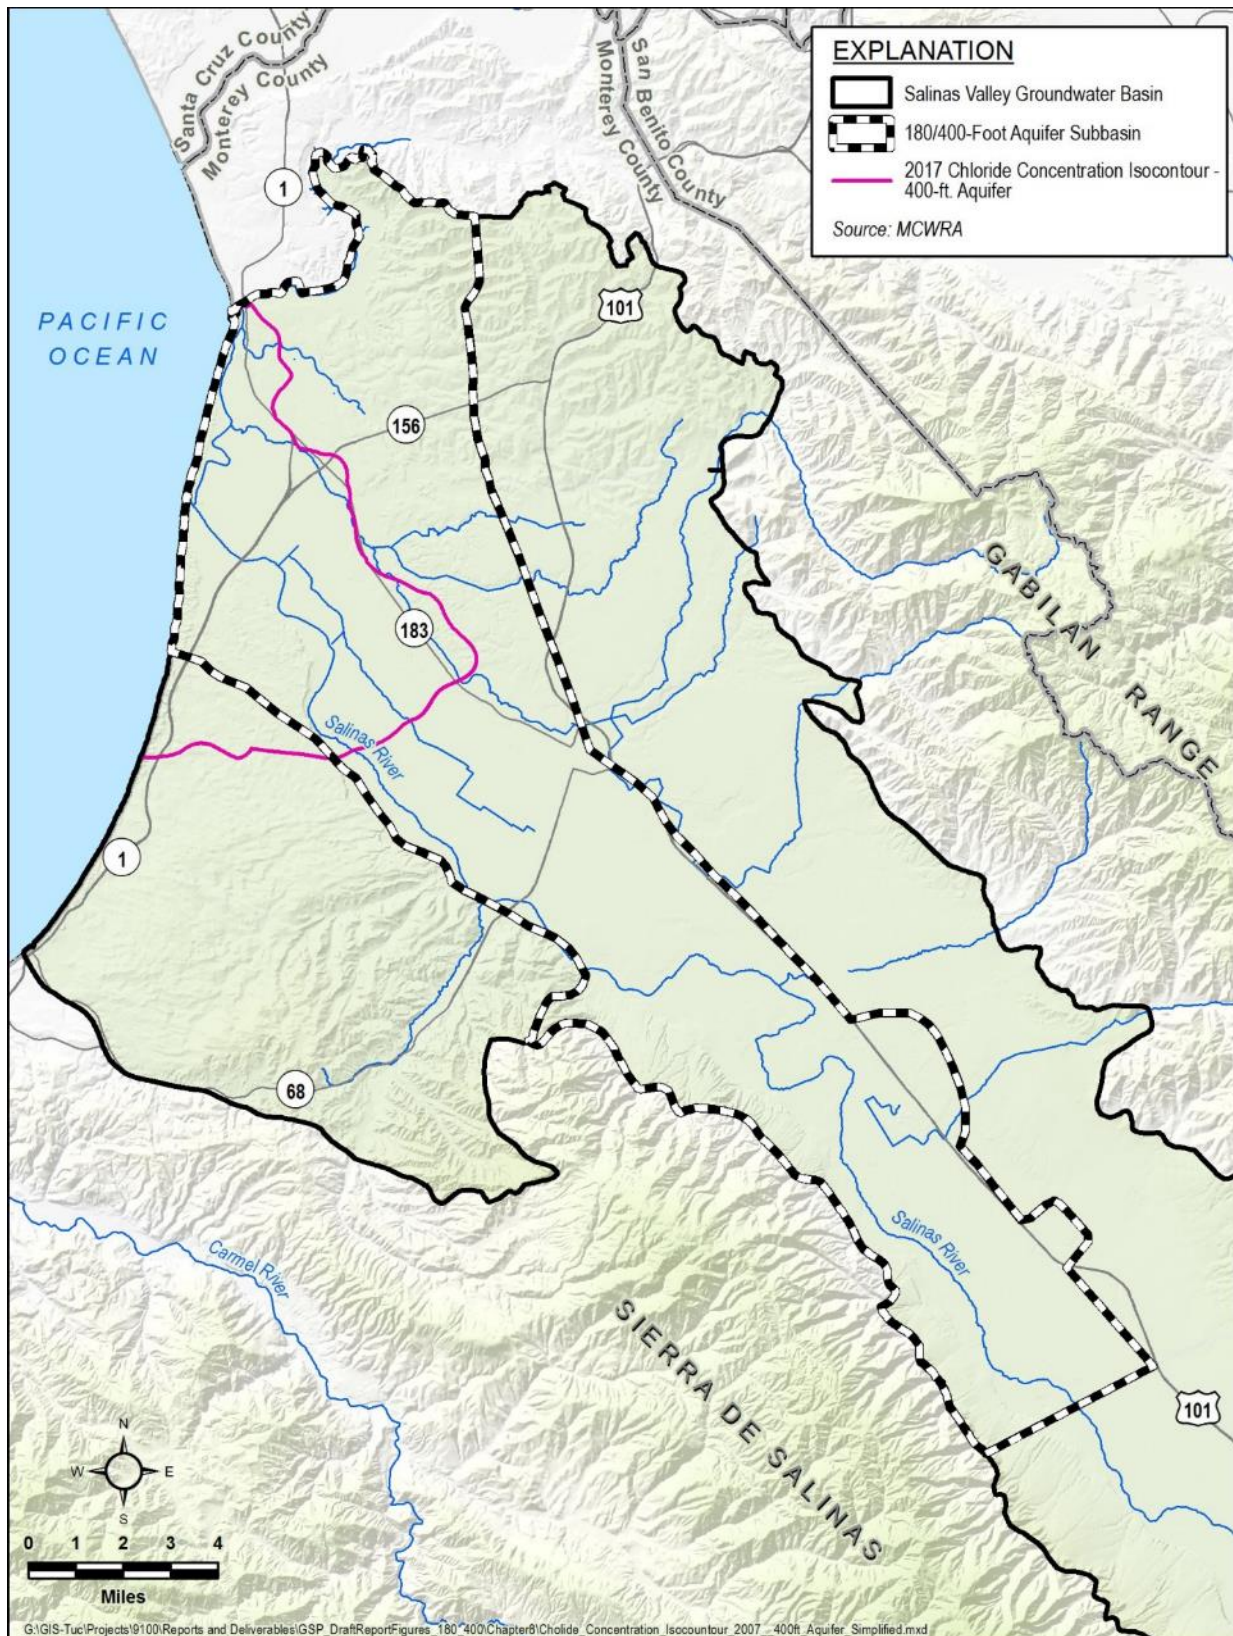 EXPLANATION
Salinas Valley Groundwater Basin
180/400-Foot Aquifer Subbasin
2017 Chloride Concentration Isocontour -
400-ft. Aquifer
Source: MCWRA
Santa Cruz County
Monterey County
Monterey County
San Benito County
1
101
PACIFIC
OCEAN
156
GABILAN
RANGE
183
Salinas River
1
68
Salinas River
Carmel River
SIERRA DE SALINAS
101
N
W
E
S
0 1 2 3 4
Miles
G:\GIS-Tuc\Projects\9100\Reports and Deliverables\GSP_DraftReportFigures_180_400\Chapter8\Cholide_Concentration_Isocountour_2007__400ft_Aquifer_Simplified.mxd